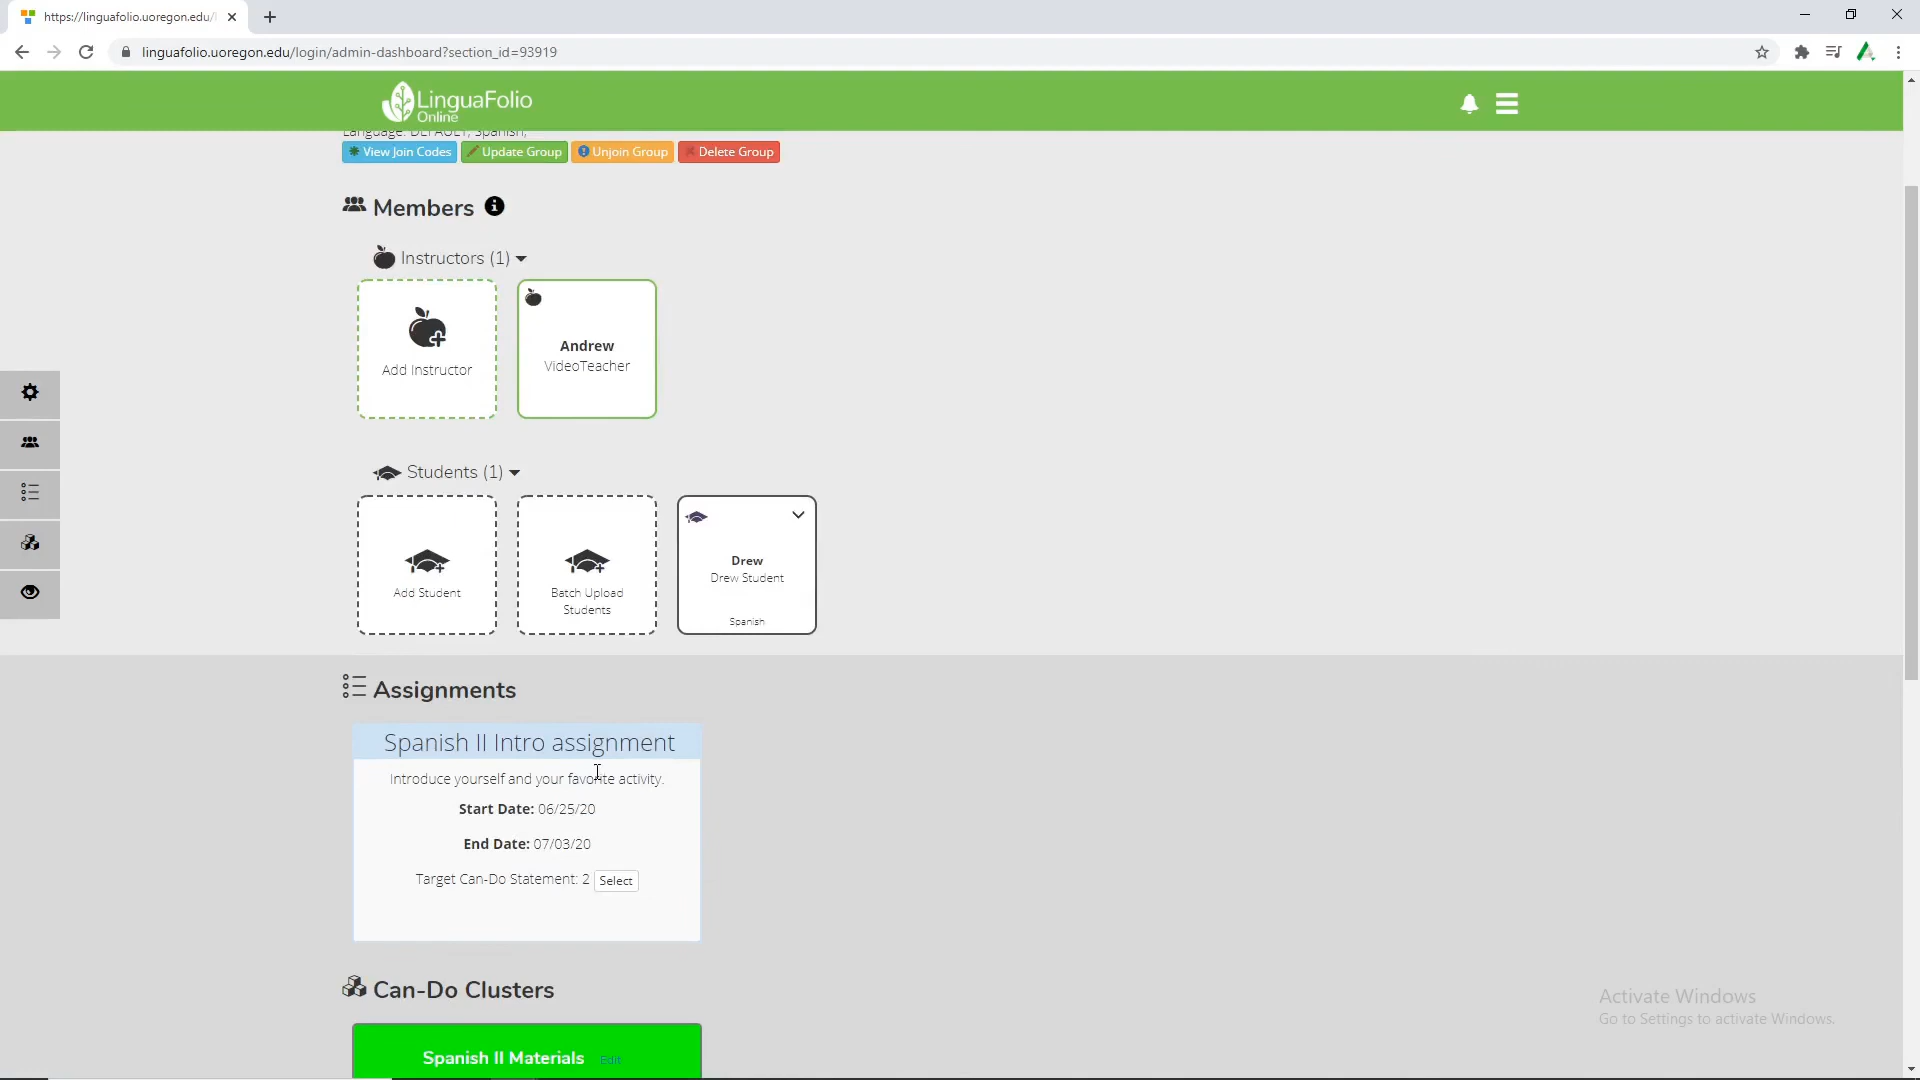 https://linguafolio.uoregon.edu/
linguafolio.uoregon.edu/login/admin-dashboard?section_id=93919
LinguaFolio
Online
Language: DEFAULT, Spanish,
View Join Codes
Update Group
Unjoin Group
Delete Group
Members
Instructors (1)
Add Instructor
Andrew
VideoTeacher
Students (1)
Add Student
Batch Upload
Students
Drew
Drew Student
Spanish
Assignments
Spanish II Intro assignment
Introduce yourself and your favorite activity.
Start Date: 06/25/20
End Date: 07/03/20
Target Can-Do Statement: 2 Select
Can-Do Clusters
Spanish II Materials Edit
Activate Windows
Go to Settings to activate Windows.